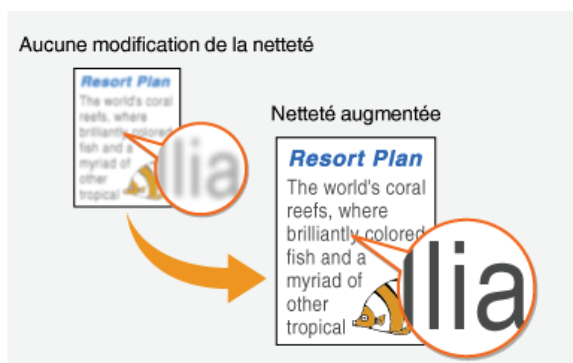 Aucune modification de la netteté
Resort Plan
The world's coral
reefs, where
brilliantly colored
fish and a
myriad of
other
tropical
llia
Netteté augmentée
Resort Plan
The world's coral
reefs, where
brilliantly colored
fish and a
myriad of
other
tropical
llia